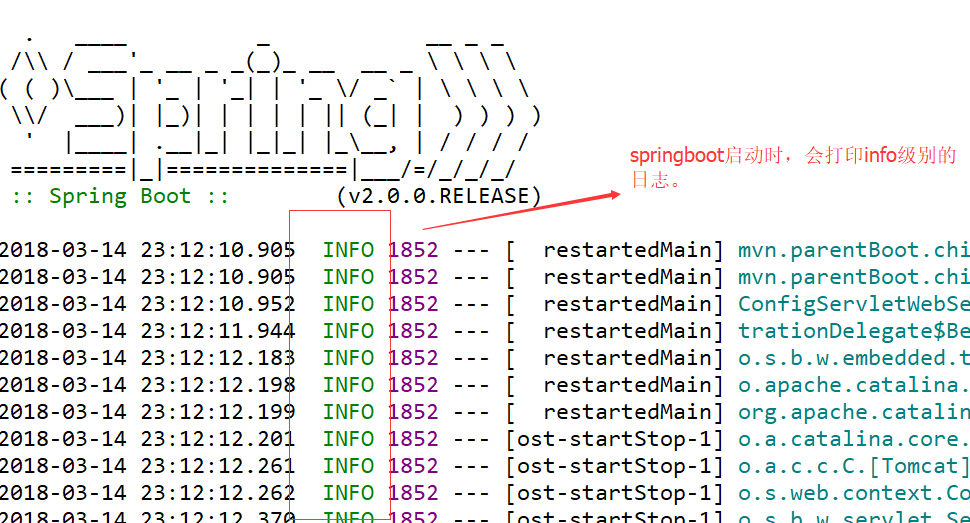 .   ____          _            __ _ _
 /\\ / ___'_ __ _ _(_)_ __  __ _ \ \ \ \
( ( )\___ | '_ | '_| | '_ \/ _` | \ \ \ \
 \\/  ___)| |_)| | | | | || (_| |  ) ) ) )
  '  |____| .__|_| |_|_| |_\__, | / / / /
 =========|_|==============|___/=/_/_/_/
 :: Spring Boot ::        (v2.0.0.RELEASE)
springboot启动时，会打印info级别的
日志。
2018-03-14 23:12:10.905  INFO 1852 --- [  restartedMain] mvn.parentBoot.chi
2018-03-14 23:12:10.905  INFO 1852 --- [  restartedMain] mvn.parentBoot.chi
2018-03-14 23:12:10.952  INFO 1852 --- [  restartedMain] ConfigServletWebSe
2018-03-14 23:12:11.944  INFO 1852 --- [  restartedMain] trationDelegate$Be
2018-03-14 23:12:12.183  INFO 1852 --- [  restartedMain] o.s.b.w.embedded.t
2018-03-14 23:12:12.198  INFO 1852 --- [  restartedMain] o.apache.catalina.
2018-03-14 23:12:12.199  INFO 1852 --- [  restartedMain] org.apache.catalin
2018-03-14 23:12:12.201  INFO 1852 --- [ost-startStop-1] o.a.catalina.core.
2018-03-14 23:12:12.261  INFO 1852 --- [ost-startStop-1] o.a.c.c.C.[Tomcat]
2018-03-14 23:12:12.262  INFO 1852 --- [ost-startStop-1] o.s.web.context.Co
2018-03-14 23:12:12.370  INFO 1852 --- [ost-startStop-1] o.s.b.w.servlet.Se